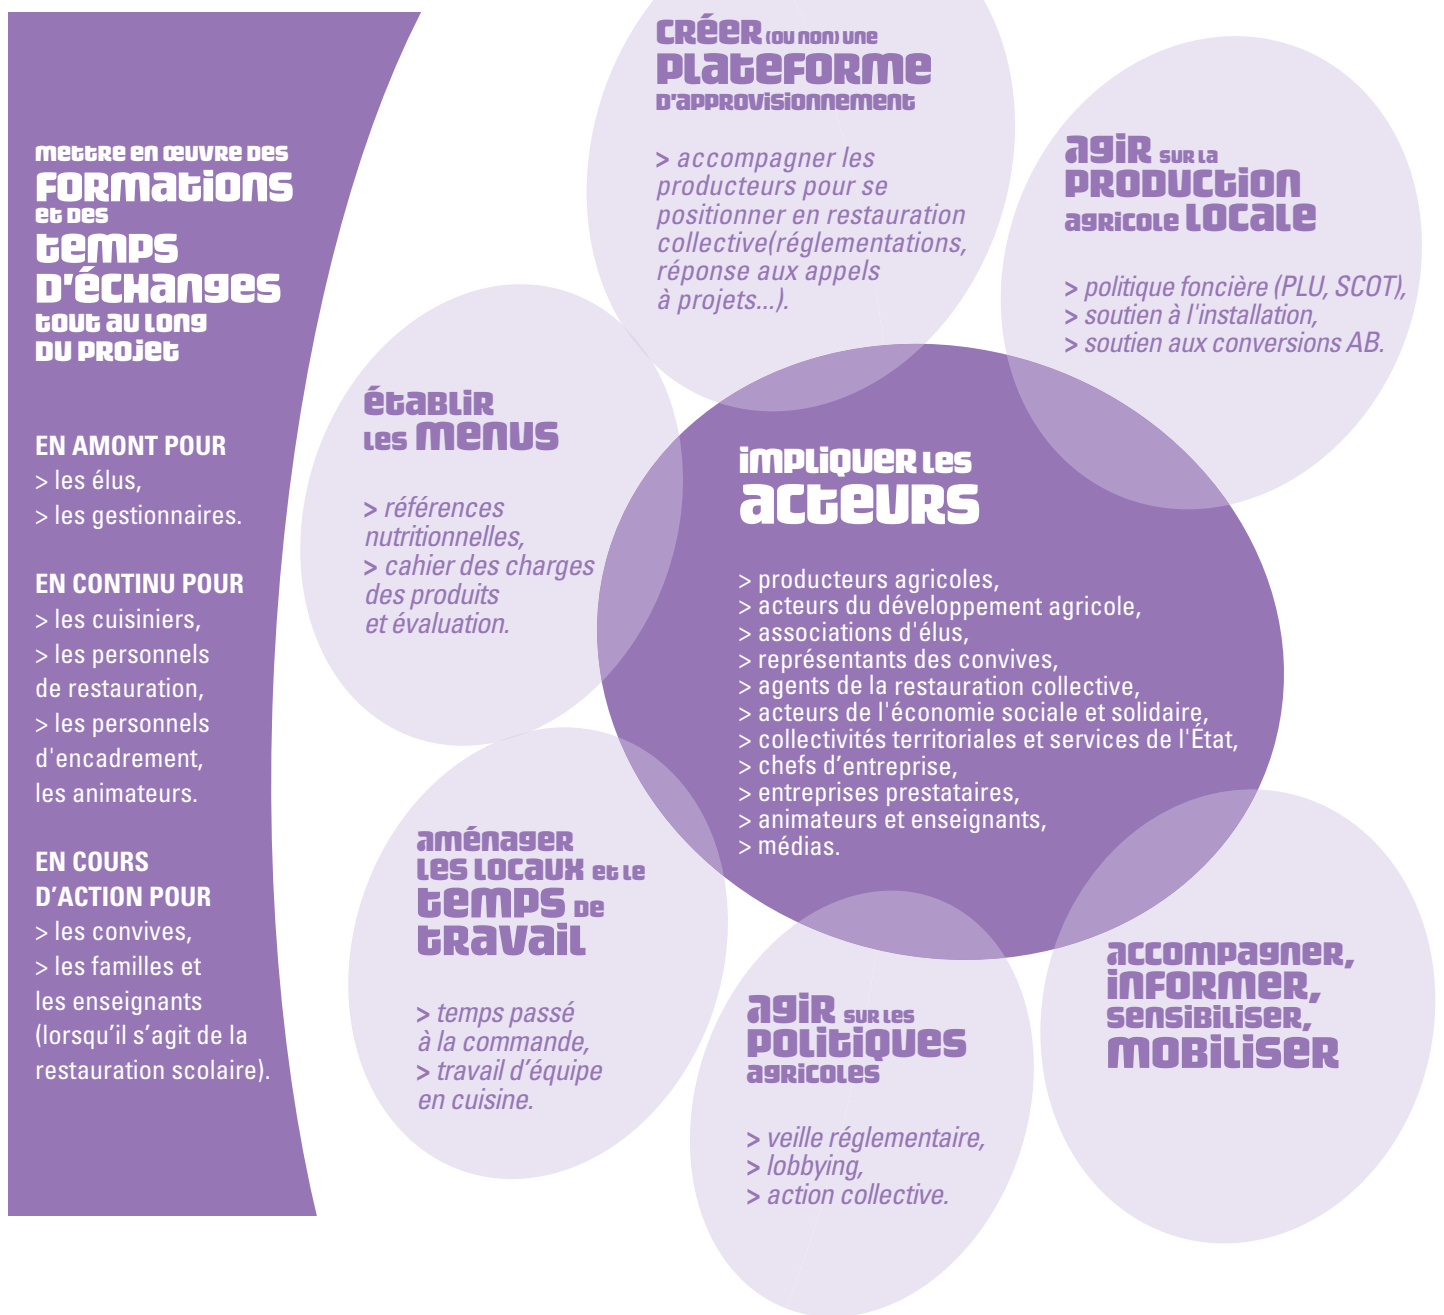 mettre en œuvre des
formations
et des
temps
d'échanges
tout au long
du projet
EN AMONT POUR
> les élus,
> les gestionnaires.
EN CONTINU POUR
> les cuisiniers,
> les personnels
de restauration,
> les personnels
d'encadrement,
les animateurs.
EN COURS
D’ACTION POUR
> les convives,
> les familles et
les enseignants
(lorsqu’il s’agit de la
restauration scolaire).
créer (ou non) une
plateforme
d'approvisionnement
> accompagner les
producteurs pour se
positionner en restauration
collective(réglementations,
réponse aux appels
à projets...).
agir sur la
production
agricole locale
> politique foncière (PLU, SCOT),
> soutien à l'installation,
> soutien aux conversions AB.
établir
les menus
> références
nutritionnelles,
> cahier des charges
des produits
et évaluation.
impliquer les
acteurs
> producteurs agricoles,
> acteurs du développement agricole,
> associations d'élus,
> représentants des convives,
> agents de la restauration collective,
> acteurs de l'économie sociale et solidaire,
> collectivités territoriales et services de l'État,
> chefs d’entreprise,
> entreprises prestataires,
> animateurs et enseignants,
> médias.
aménager
les locaux et le
temps de
travail
> temps passé
à la commande,
> travail d’équipe
en cuisine.
agir sur les
politiques
agricoles
> veille réglementaire,
> lobbying,
> action collective.
accompagner,
informer,
sensibiliser,
mobiliser